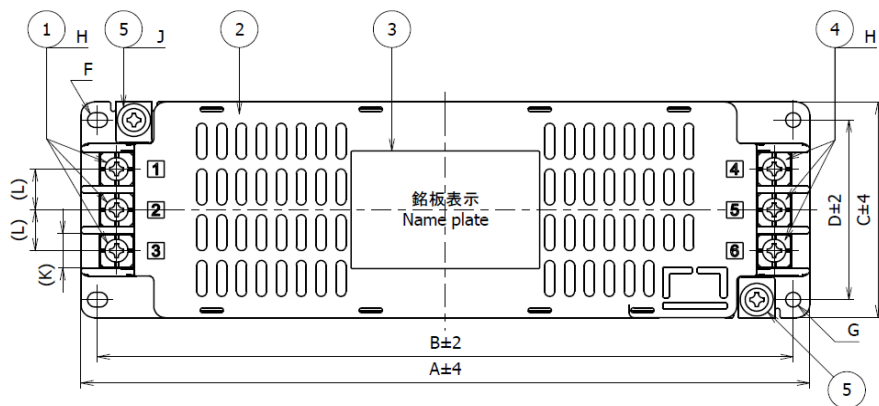 1 H 5 J 2 3 4 H
F
1 4
(L)
銘板表示
2 Name plate 5
(L)
D±2
C±4
3 6
(K)
G
B±2
A±4
5